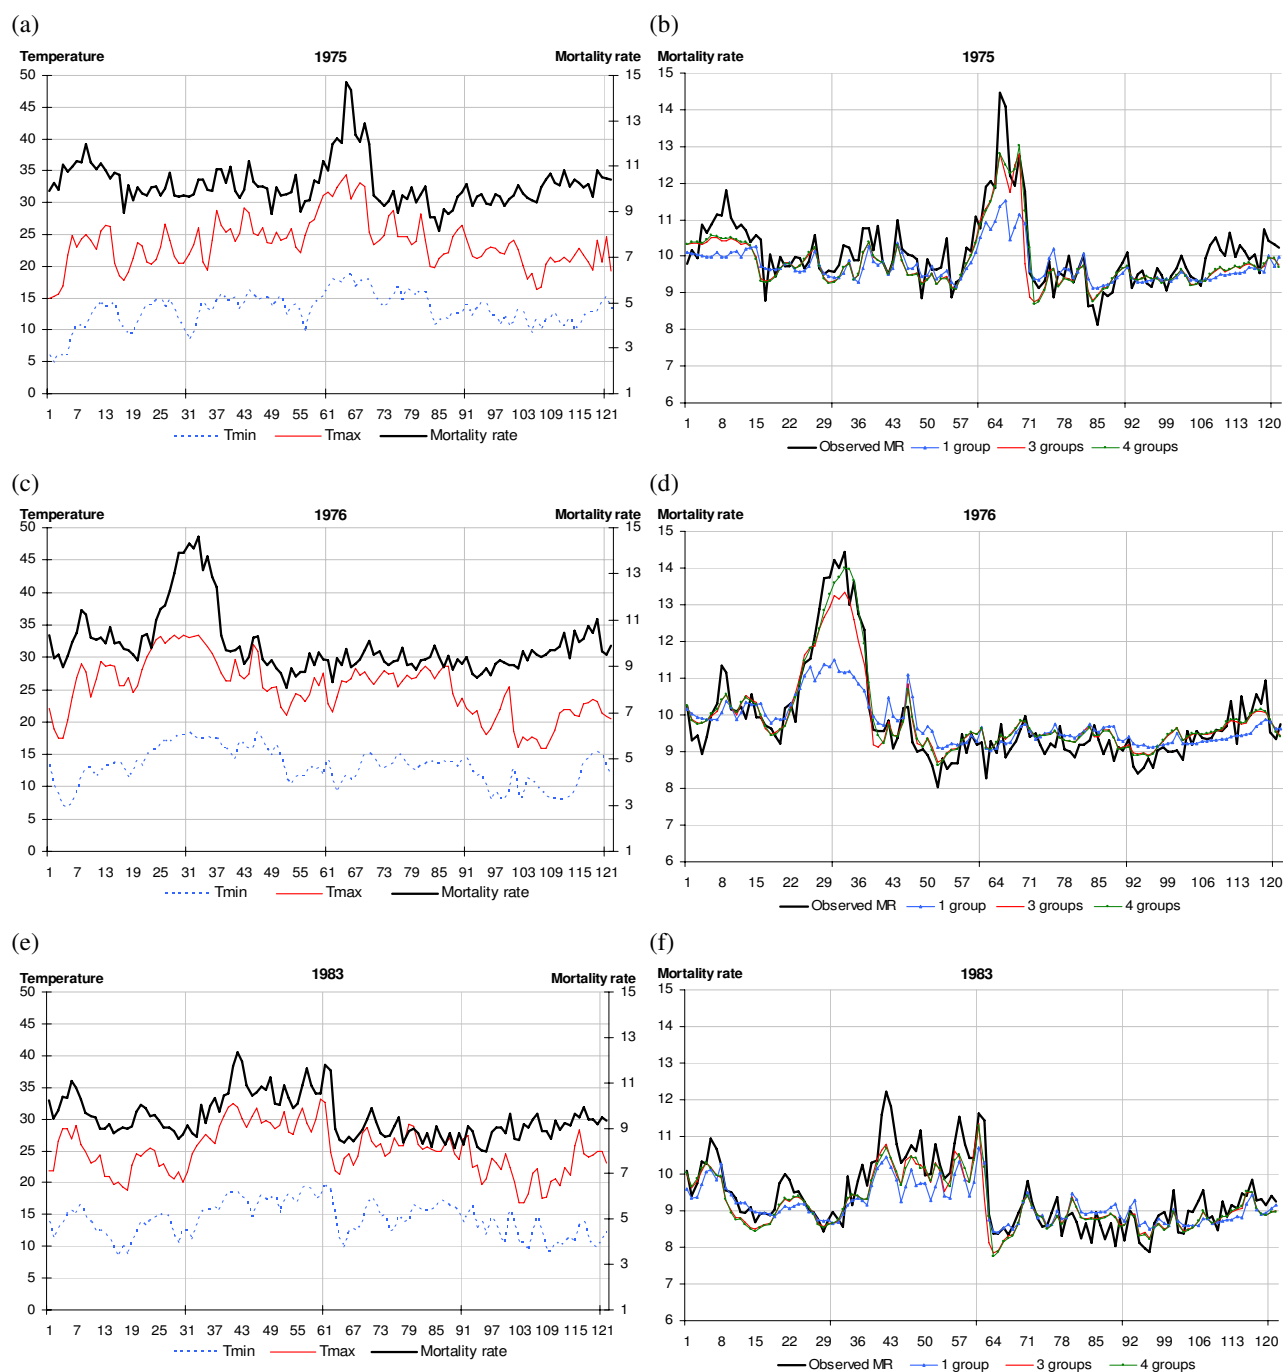 (a)
(b)
Temperature 1975 Mortality rate
Mortality rate 1975
50 45 40 35 30 25 20 15 10 5 0
15 13 11 9 7 5 3 1
1 7 13 19 25 31 37 43 49 55 61 67 73 79 85 91 97 103 109 115 121
Tmin Tmax Mortality rate
15 14 13 12 11 10 9 8 7 6
1 8 15 22 29 36 43 50 57 64 71 78 85 92 99 106 113 120
Observed MR 1 group 3 groups 4 groups
(c)
(d)
Temperature 1976 Mortality rate
Mortality rate 1976
50 45 40 35 30 25 20 15 10 5 0
15 13 11 9 7 5 3 1
1 7 13 19 25 31 37 43 49 55 61 67 73 79 85 91 97 103 109 115 121
Tmin Tmax Mortality rate
15 14 13 12 11 10 9 8 7 6
1 8 15 22 29 36 43 50 57 64 71 78 85 92 99 106 113 120
Observed MR 1 group 3 groups 4 groups
(e)
(f)
Temperature 1983 Mortality rate
Mortality rate 1983
50 45 40 35 30 25 20 15 10 5 0
15 13 11 9 7 5 3 1
1 7 13 19 25 31 37 43 49 55 61 67 73 79 85 91 97 103 109 115 121
Tmin Tmax Mortality rate
15 14 13 12 11 10 9 8 7 6
1 8 15 22 29 36 43 50 57 64 71 78 85 92 99 106 113 120
Observed MR 1 group 3 groups 4 groups